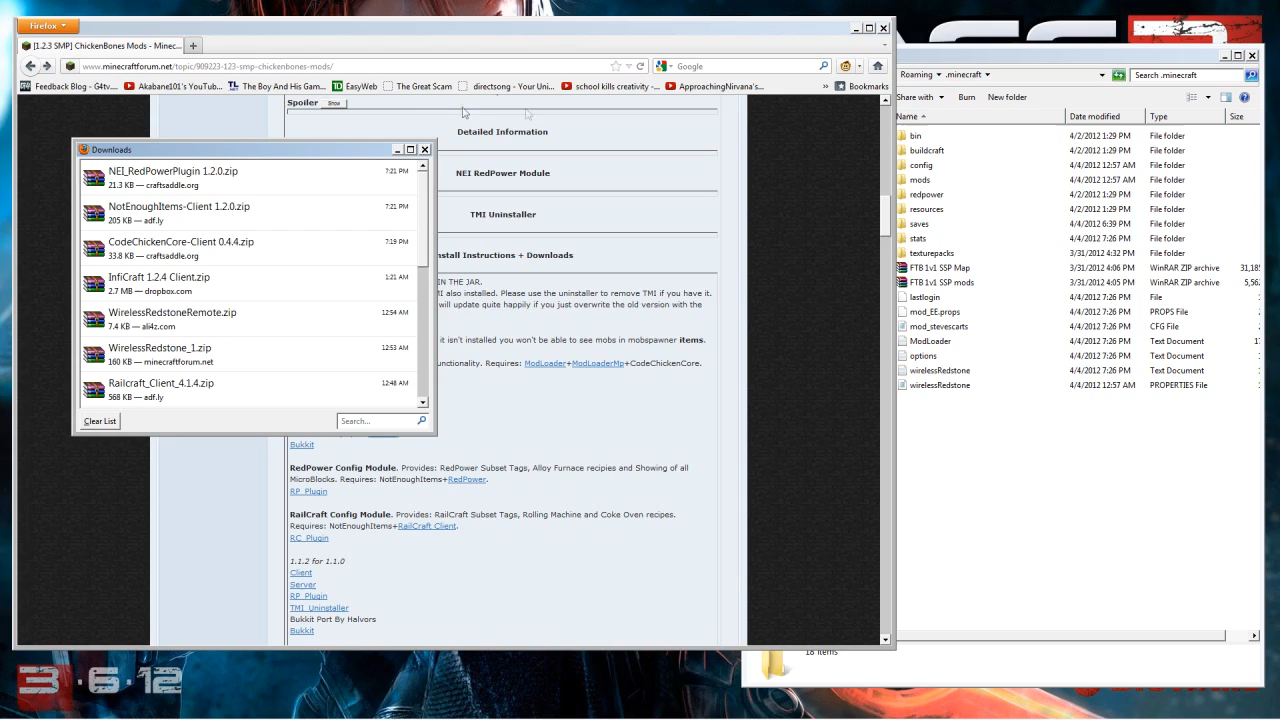 Firefox
[1.2.3 SMP] ChickenBones Mods - Minec...
www.minecraftforum.net/topic/909223-123-smp-chickenbones-mods/
Google
Feedback Blog - G4tv....
Akabane101's YouTub...
The Boy And His Gam...
EasyWeb
The Great Scam
directsong - Your Uni...
school kills creativity -...
ApproachingNirvana's...
»
Bookmarks
Spoiler
Show
Detailed Information
NEI RedPower Module
TMI Uninstaller
nstall Instructions + Downloads
IN THE JAR.
MI also installed. Please use the uninstaller to remove TMI if you have it.
will update quite happily if you just overwrite the old version with the
it isn't installed you won't be able to see mobs in mobspawner items.
unctionality. Requires: ModLoader+ModLoaderMp+CodeChickenCore.
Bukkit
RedPower Config Module. Provides: RedPower Subset Tags, Alloy Furnace recipies and Showing of all
MicroBlocks. Requires: NotEnoughItems+RedPower.
RP_Plugin
RailCraft Config Module. Provides: RailCraft Subset Tags, Rolling Machine and Coke Oven recipes.
Requires: NotEnoughItems+RailCraft Client.
RC_Plugin
1.1.2 for 1.1.0
Client
Server
RP_Plugin
TMI_Uninstaller
Bukkit Port By Halvors
Bukkit
Downloads
NEI_RedPowerPlugin 1.2.0.zip 7:21 PM
21.3 KB — craftsaddle.org
NotEnoughItems-Client 1.2.0.zip 7:21 PM
205 KB — adf.ly
CodeChickenCore-Client 0.4.4.zip 7:19 PM
33.8 KB — craftsaddle.org
InfiCraft 1.2.4 Client.zip 1:21 AM
2.7 MB — dropbox.com
WirelessRedstoneRemote.zip 12:54 AM
7.4 KB — ali4z.com
WirelessRedstone_1.zip 12:53 AM
160 KB — minecraftforum.net
Railcraft_Client_4.1.4.zip 12:48 AM
568 KB — adf.ly
Clear List
Search...
Roaming .minecraft
Search .minecraft
Share with Burn New folder
Name Date modified Type Size
bin 4/2/2012 1:29 PM File folder
buildcraft 4/2/2012 1:29 PM File folder
config 4/4/2012 12:57 AM File folder
mods 4/4/2012 12:57 AM File folder
redpower 4/2/2012 1:29 PM File folder
resources 4/2/2012 1:29 PM File folder
saves 4/4/2012 6:39 PM File folder
stats 4/4/2012 7:26 PM File folder
texturepacks 3/31/2012 4:32 PM File folder
FTB 1v1 SSP Map 3/31/2012 4:06 PM WinRAR ZIP archive 31,18
FTB 1v1 SSP mods 3/31/2012 4:05 PM WinRAR ZIP archive 5,56
lastlogin 4/4/2012 7:26 PM File
mod_EE.props 4/4/2012 7:26 PM PROPS File
mod_stevescarts 4/4/2012 7:26 PM CFG File
ModLoader 4/4/2012 7:26 PM Text Document 1
options 4/4/2012 7:26 PM Text Document
wirelessRedstone 4/4/2012 7:26 PM Text Document
wirelessRedstone 4/4/2012 12:57 AM PROPERTIES File
18 items
3·6·12